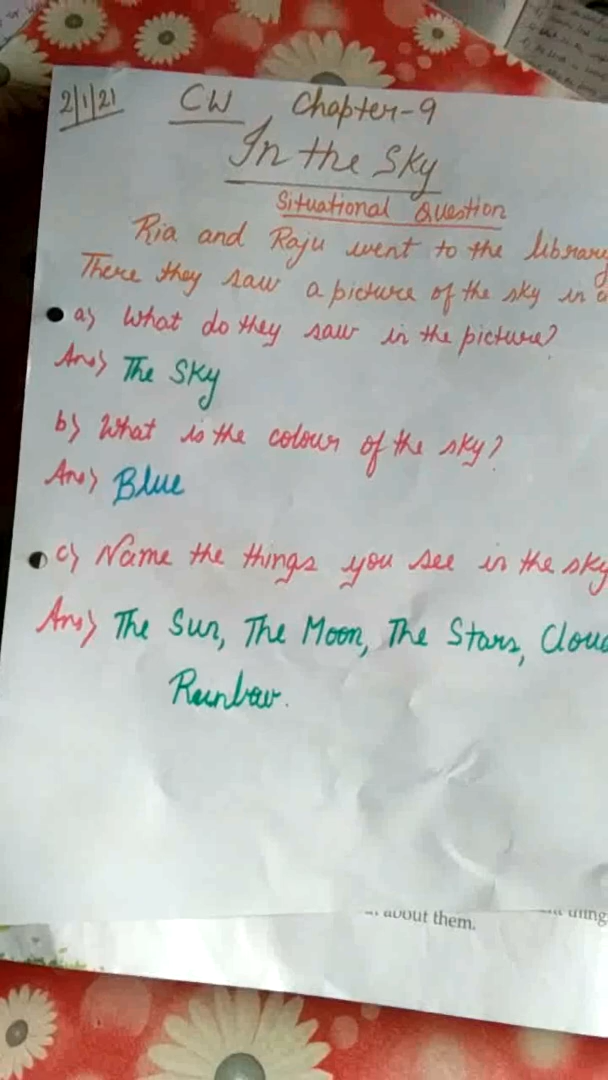 2/1/21 CW Chapter-9
In the Sky
Situational Question
Ria and Raju went to the library
There they saw a picture of the sky in a
a) What do they saw in the picture?
Ans) The Sky
b) What is the colour of the sky?
Ans) Blue
c) Name the things you see in the sky
Ans) The Sun, The Moon, The Stars, Cloud
Rainbow.
about them.